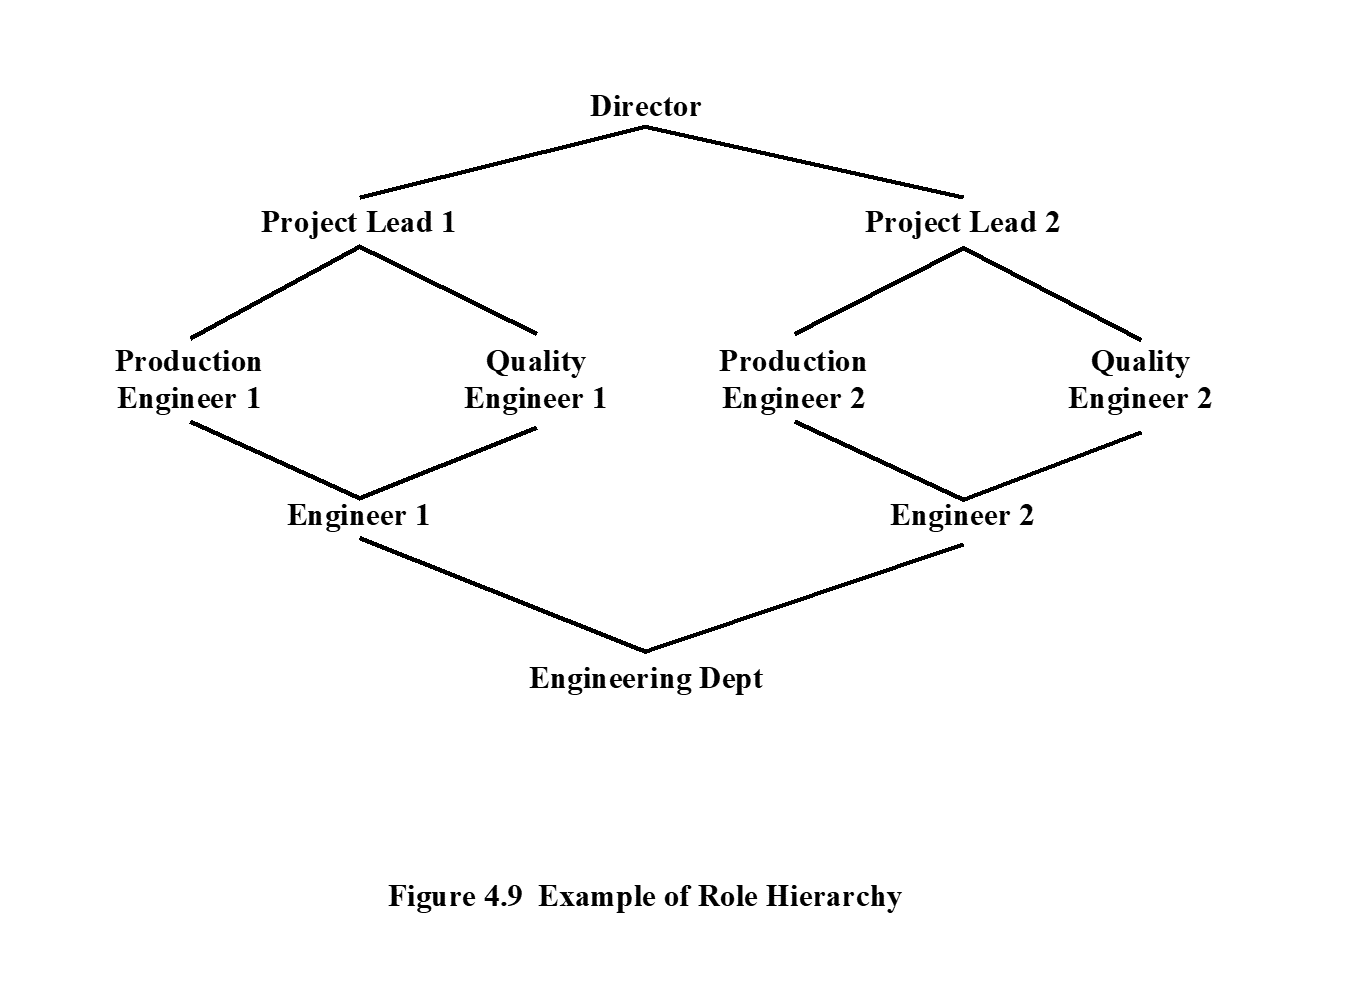 Director
Project Lead 1
Project Lead 2
Production
Engineer 1
Quality
Engineer 1
Production
Engineer 2
Quality
Engineer 2
Engineer 1
Engineer 2
Engineering Dept
Figure 4.9  Example of Role Hierarchy